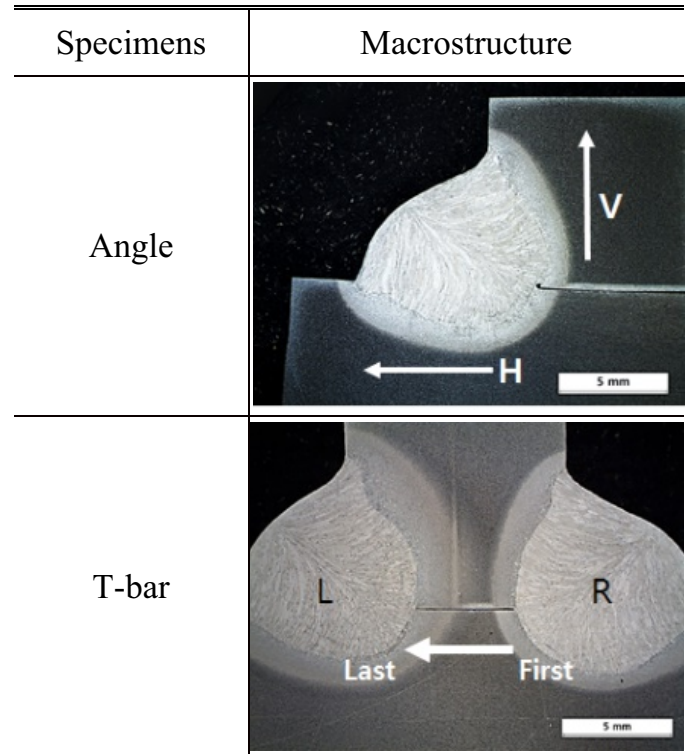 Specimens Macrostructure
Angle
V
H
5 mm
T-bar
L R
Last First
5 mm